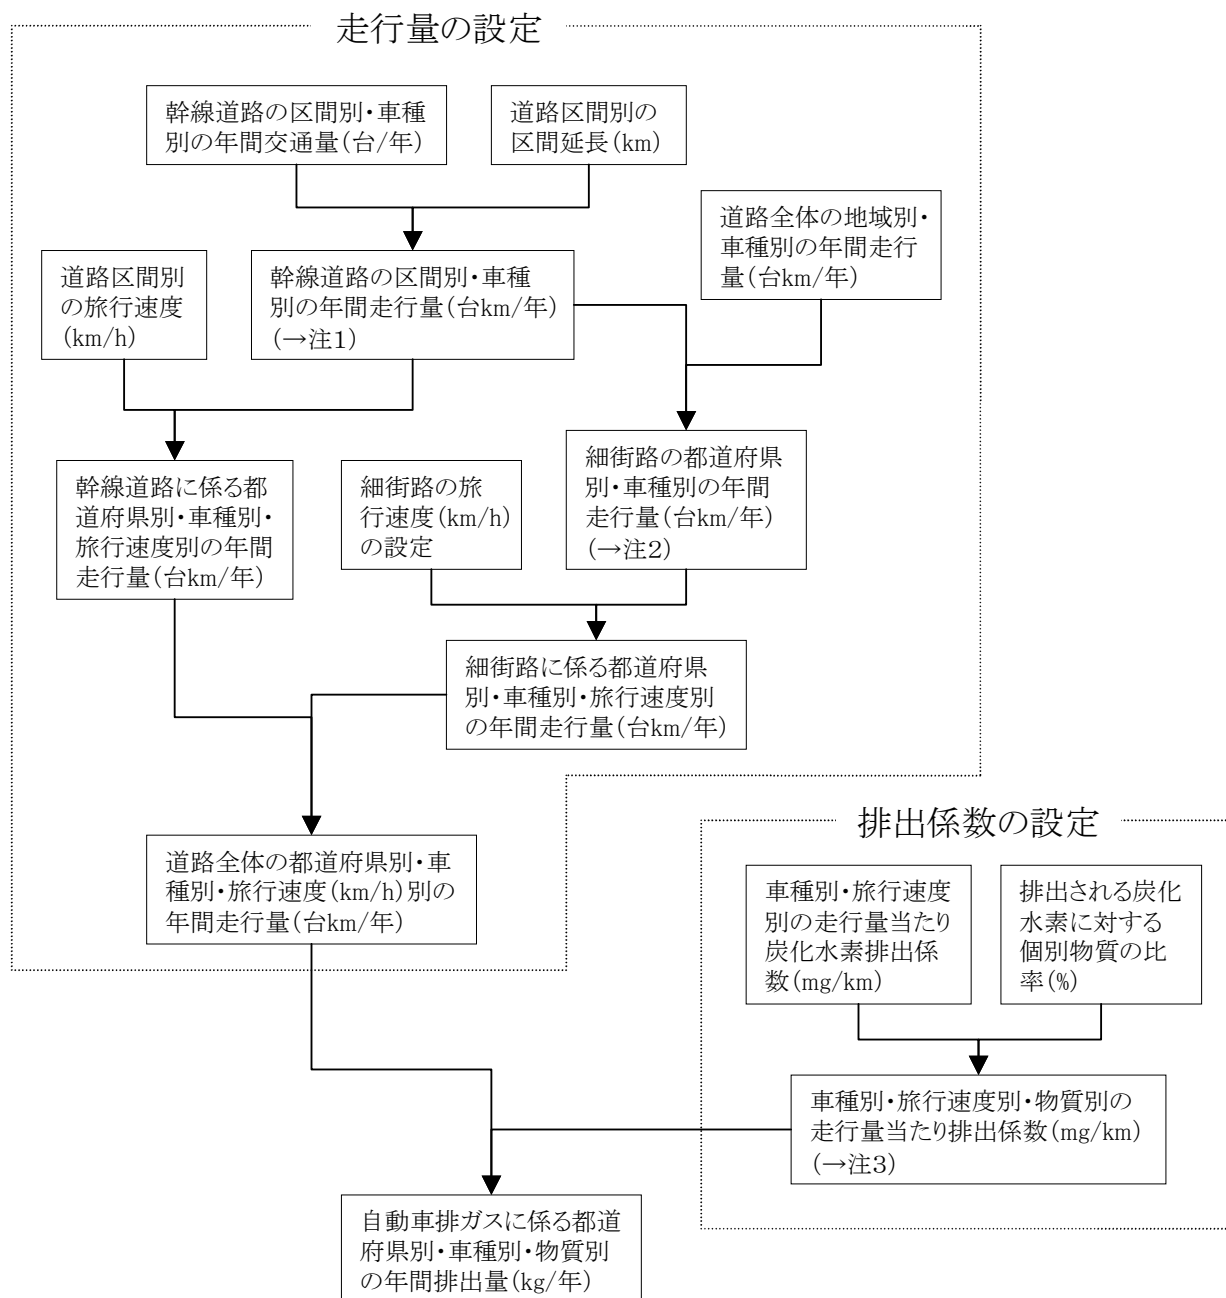 走行量の設定
幹線道路の区間別・車種
別の年間交通量(台/年)
道路区間別の
区間延長(km)
道路全体の地域別・
車種別の年間走行
量(台km/年)
道路区間別
の旅行速度
(km/h)
幹線道路の区間別・車種
別の年間走行量(台km/年)
(→注1)
幹線道路に係る都
道府県別・車種別・
旅行速度別の年間
走行量(台km/年)
細街路の旅
行速度(km/h)
の設定
細街路の都道府県
別・車種別の年間
走行量(台km/年)
(→注2)
細街路に係る都道府県
別・車種別・旅行速度別
の年間走行量(台km/年)
道路全体の都道府県別・車
種別・旅行速度(km/h)別の
年間走行量(台km/年)
排出係数の設定
車種別・旅行速度
別の走行量当たり
炭化水素排出係
数(mg/km)
排出される炭化
水素に対する
個別物質の比
率(%)
車種別・旅行速度別・物質別の
走行量当たり排出係数(mg/km)
(→注3)
自動車排ガスに係る都道
府県別・車種別・物質別
の年間排出量(kg/年)